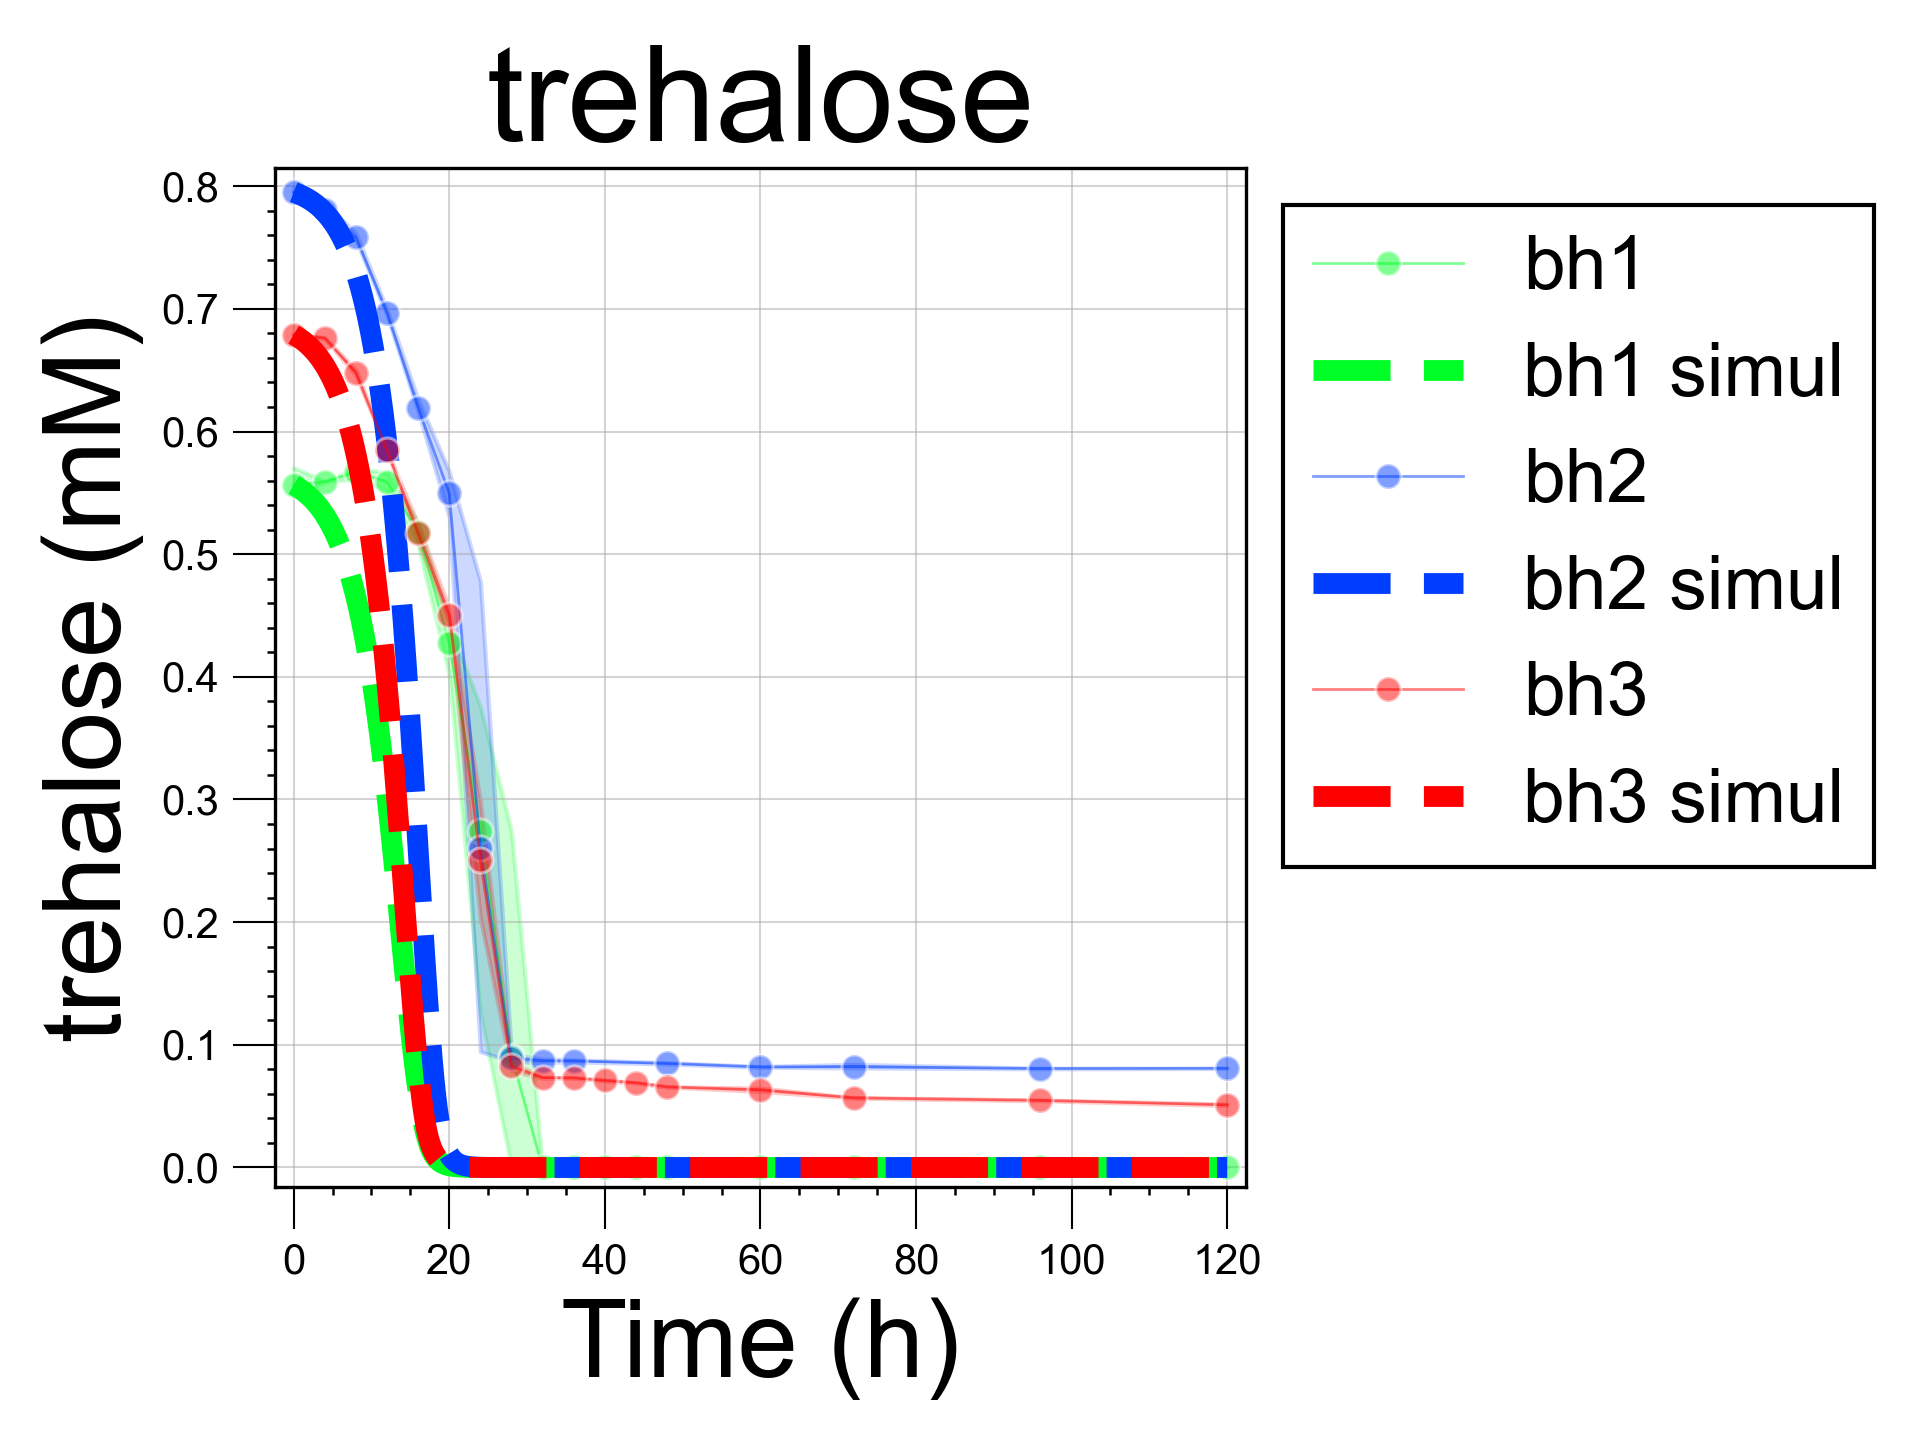 trehalose
trehalose (mM)
0.8
0.7
0.6
0.5
0.4
0.3
0.2
0.1
0.0
0 20 40 60 80 100 120
Time (h)
bh1
bh1 simul
bh2
bh2 simul
bh3
bh3 simul